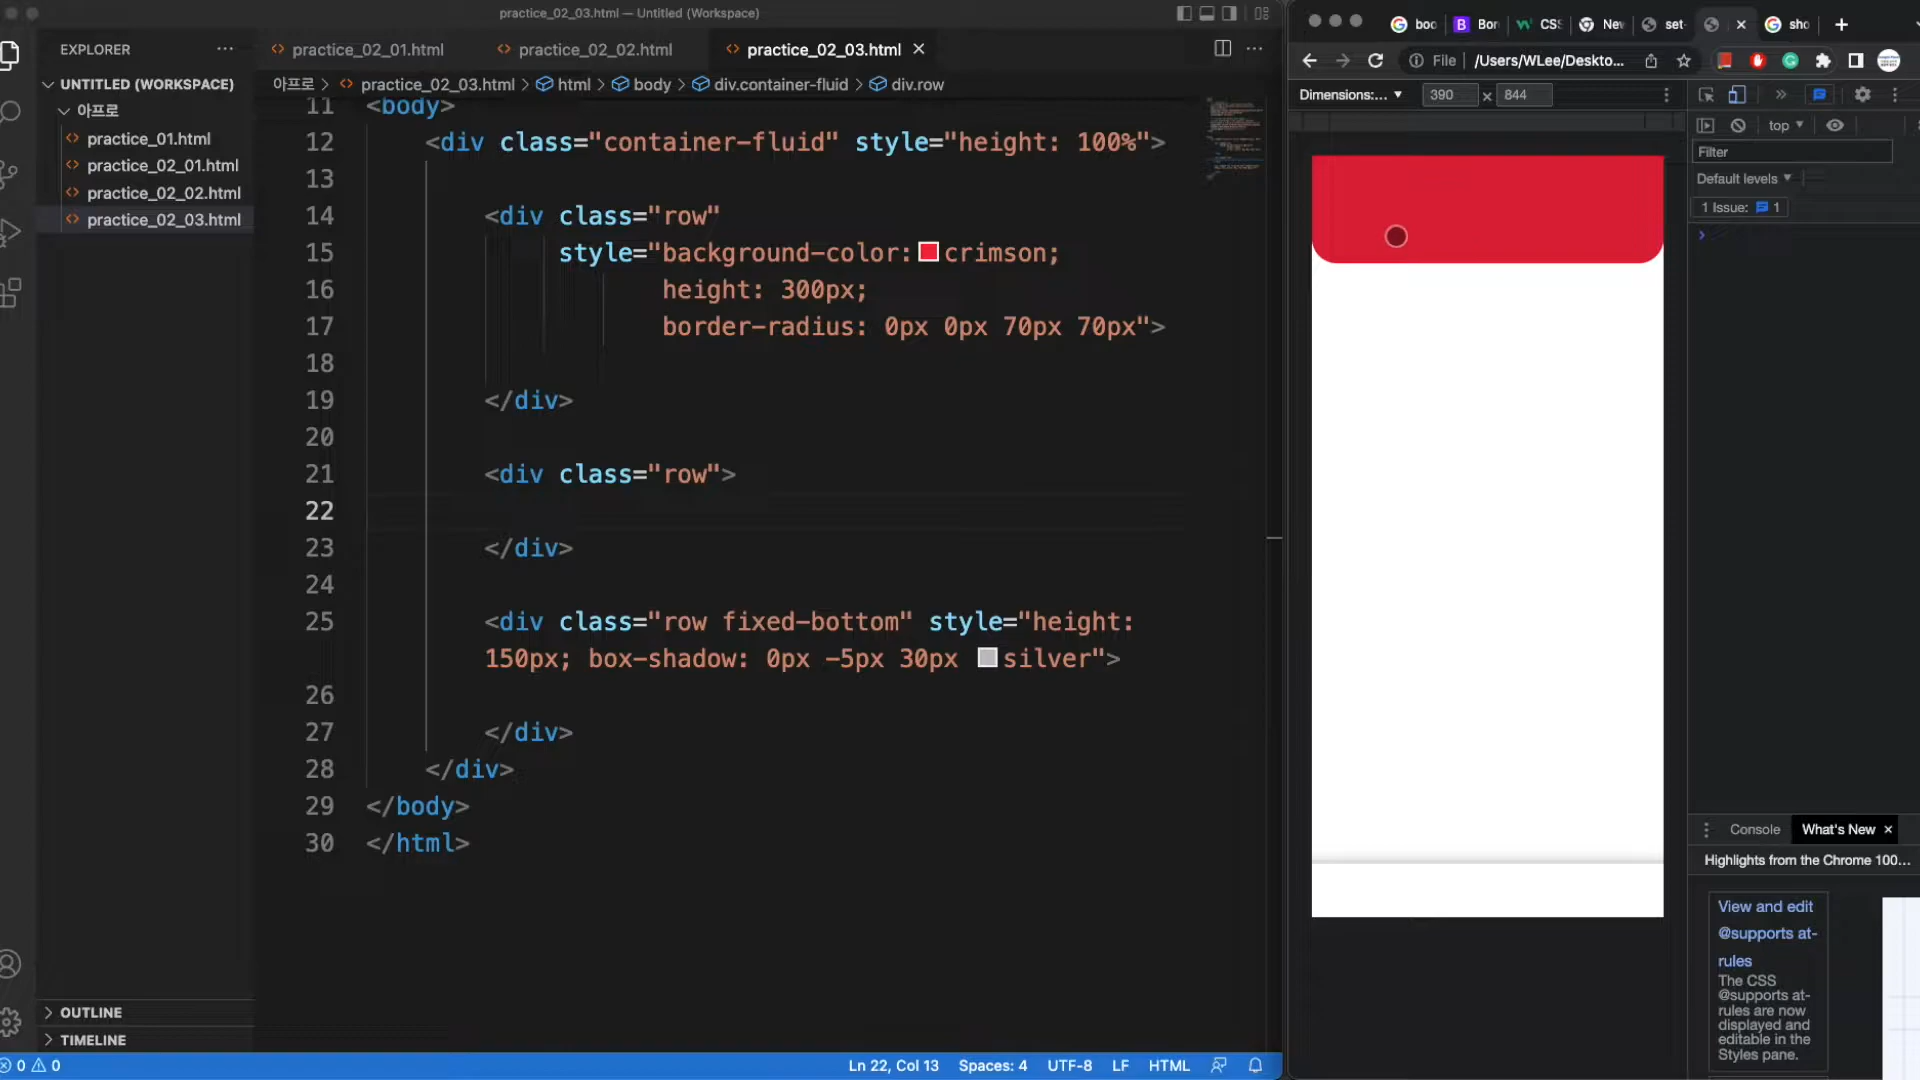 practice_02_03.html — Untitled (Workspace)
EXPLORER
UNTITLED (WORKSPACE)
아프로
practice_01.html
practice_02_01.html
practice_02_02.html
practice_02_03.html
OUTLINE
TIMELINE
practice_02_01.html practice_02_02.html practice_02_03.html
아프로 > practice_02_03.html > html > body > div.container-fluid > div.row
11 <body>
12 <div class="container-fluid" style="height: 100%">
13
14 <div class="row"
15 style="background-color: crimson;
16 height: 300px;
17 border-radius: 0px 0px 70px 70px">
18
19 </div>
20
21 <div class="row">
22
23 </div>
24
25 <div class="row fixed-bottom" style="height:
150px; box-shadow: 0px -5px 30px silver">
26
27 </div>
28 </div>
29 </body>
30 </html>
0 0
Ln 22, Col 13 Spaces: 4 UTF-8 LF HTML
boo Bor CSS Nev set- sho
File /Users/WLee/Deskto...
Dimensions:... 390 × 844
top
Filter
Default levels
1 Issue: 1
Console What's New
Highlights from the Chrome 100...
View and edit
@supports at-
rules
The CSS
@supports at-
rules are now
displayed and
editable in the
Styles pane.